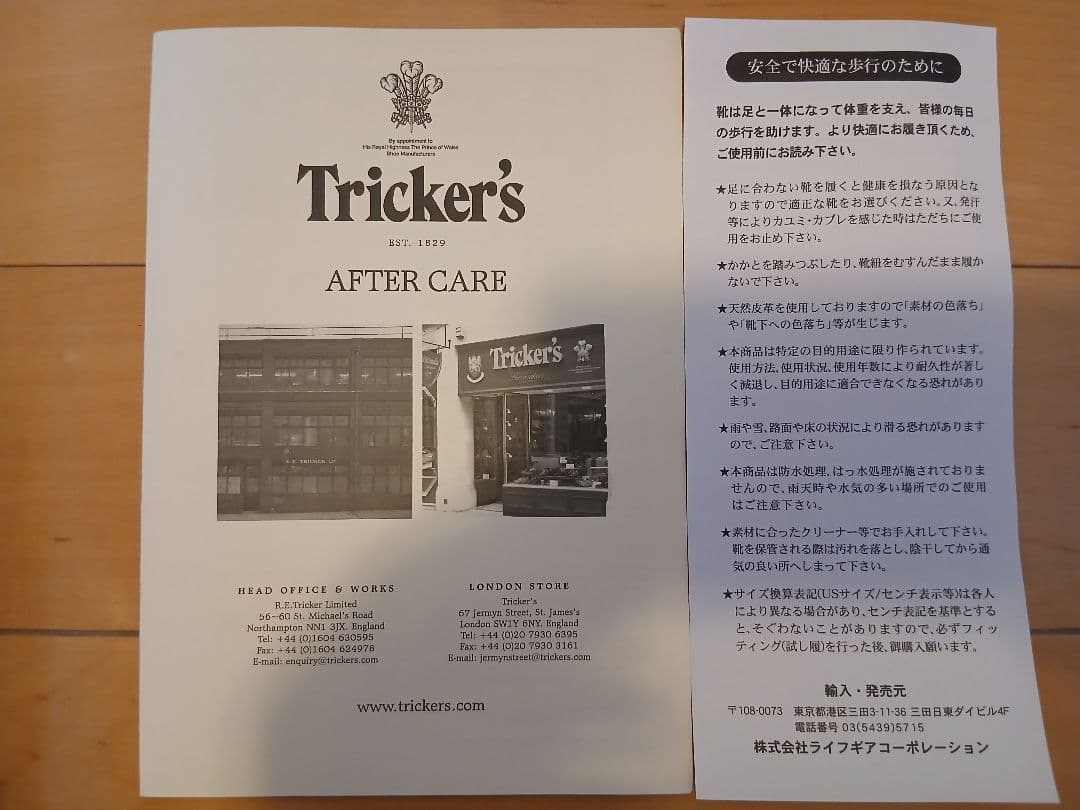 By appointment to
His Royal Highness The Prince of Wales
Shoe Manufacturers
Tricker's
EST. 1829
AFTER CARE
Tricker's
HEAD OFFICE & WORKS
R.E.Tricker Limited
56–60 St. Michael's Road
Northampton NN1 3JX. England
Tel: +44 (0)1604 630595
Fax: +44 (0)1604 624978
E-mail: enquiry@trickers.com
LONDON STORE
Tricker's
67 Jermyn Street, St. James's
London SW1Y 6NY. England
Tel: +44 (0)20 7930 6395
Fax: +44 (0)20 7930 3161
E-mail: jermynstreet@trickers.com
www.trickers.com
安全で快適な歩行のために
靴は足と一体になって体重を支え、皆様の毎日
の歩行を助けます。より快適にお履き頂くため、
ご使用前にお読み下さい。
★足に合わない靴を履くと健康を損なう原因とな
りますので適正な靴をお選びください。又、発汗
等によりカユミ・カブレを感じた時はただちにご使
用をお止め下さい。
★かかとを踏みつぶしたり、靴紐をむすんだまま履か
ないで下さい。
★天然皮革を使用しておりますので「素材の色落ち」
や「靴下への色落ち」等が生じます。
★本商品は特定の目的用途に限り作られています。
使用方法、使用状況、使用年数により耐久性が著し
く減退し、目的用途に適合できなくなる恐れがあり
ます。
★雨や雪、路面や床の状況により滑る恐れがあります
ので、ご注意下さい。
★本商品は防水処理、はっ水処理が施されておりま
せんので、雨天時や水気の多い場所でのご使用
はご注意下さい。
★素材に合ったクリーナー等でお手入れして下さい。
靴を保管される際は汚れを落とし、陰干してから通
気の良い所へしまって下さい。
★サイズ換算表記(USサイズ/センチ表示等)は各人
により異なる場合があり、センチ表記を基準とする
と、そぐわないことがありますので、必ずフィッ
ティング(試し履)を行った後、御購入願います。
輸入・発売元
〒108-0073 東京都港区三田3-11-36 三田日東ダイビル4F
電話番号 03(5439)5715
株式会社ライフギアコーポレーション